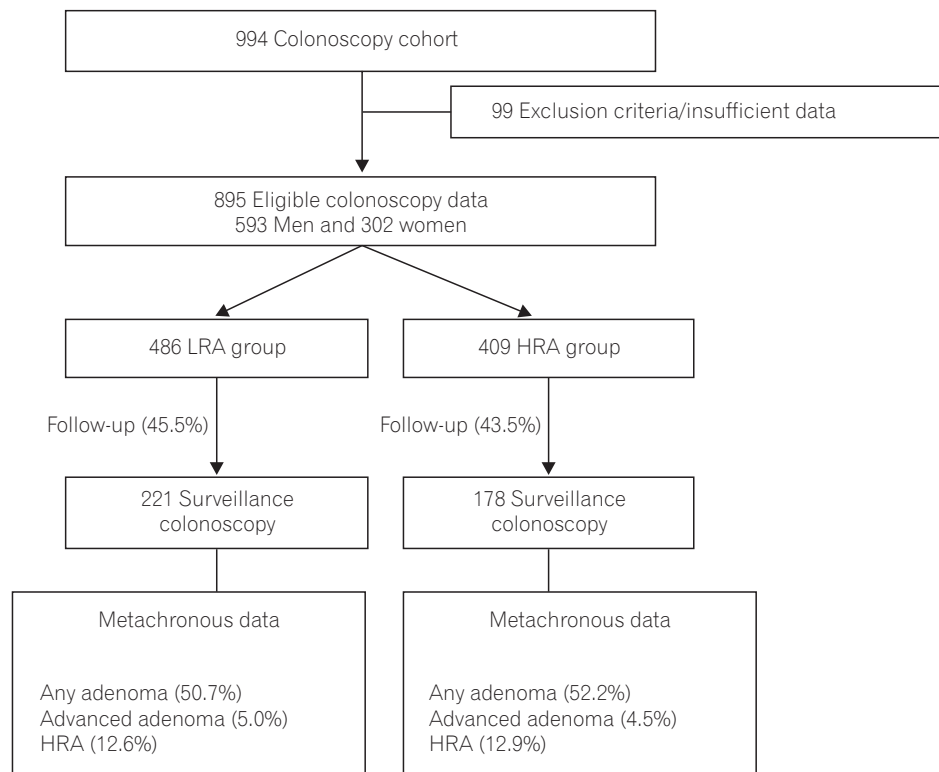 994 Colonoscopy cohort
99 Exclusion criteria/insufficient data
895 Eligible colonoscopy data
593 Men and 302 women
486 LRA group
409 HRA group
Follow-up (45.5%)
Follow-up (43.5%)
221 Surveillance
colonoscopy
178 Surveillance
colonoscopy
Metachronous data
Any adenoma (50.7%)
Advanced adenoma (5.0%)
HRA (12.6%)
Metachronous data
Any adenoma (52.2%)
Advanced adenoma (4.5%)
HRA (12.9%)